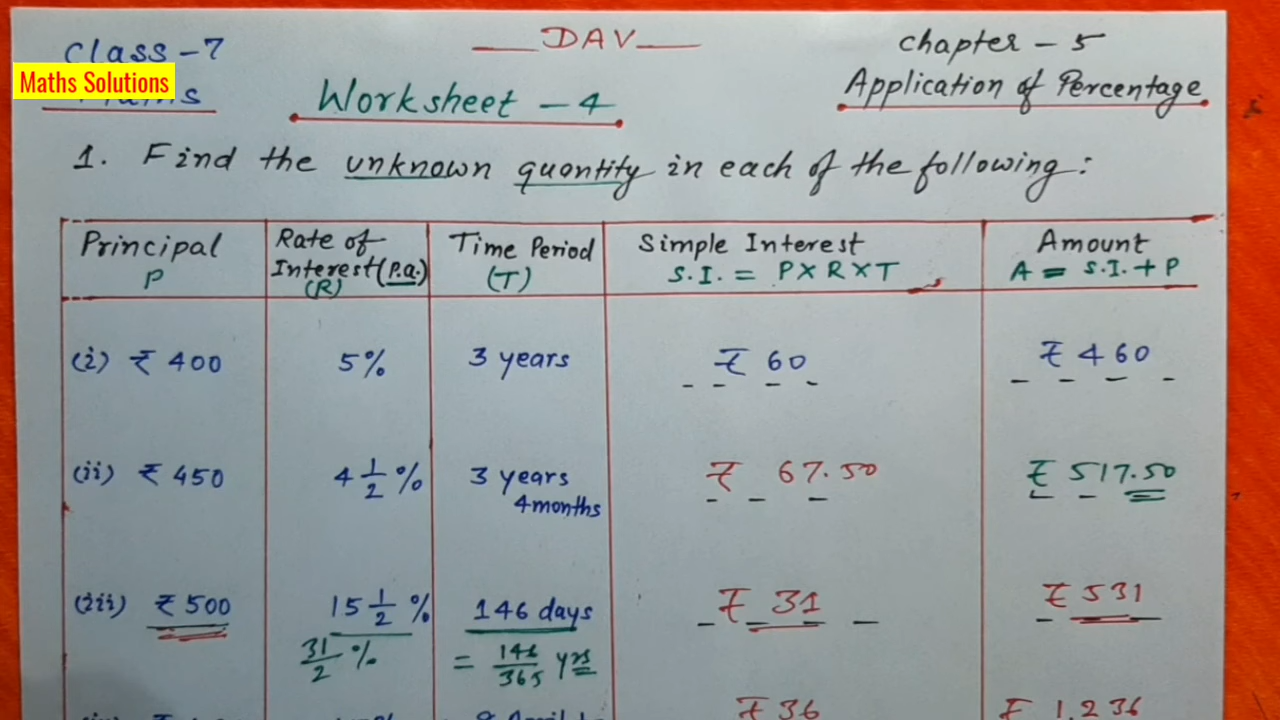 Class-7
Maths Solutions
DAV
Worksheet - 4
Chapter - 5
Application of Percentage
1. Find the unknown quantity in each of the following:
Principal P
Rate of Interest (p.a.) (R)
Time Period (T)
Simple Interest S.I. = P×R×T
Amount A = S.I.+P
(i) ₹ 400 5% 3 years ₹ 60 ₹ 460
(ii) ₹ 450 4 1/2 % 3 years 4months ₹ 67.50 ₹ 517.50
(iii) ₹ 500 15 1/2 % 146 days ₹ 31 ₹ 531
31/2 % = 146/365 yrs
₹ 36 ₹ 1,236